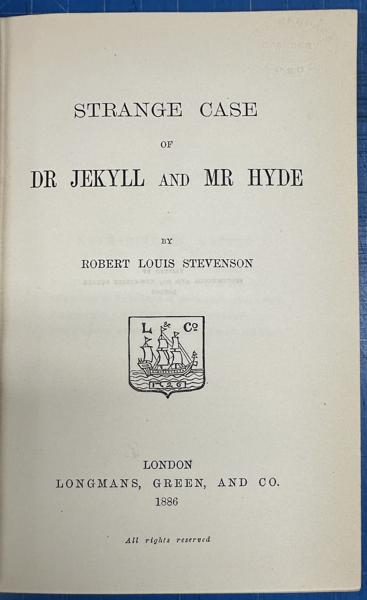 STRANGE CASE
OF
DR JEKYLL AND MR HYDE
BY
ROBERT LOUIS STEVENSON
L Co
LONDON
LONGMANS, GREEN, AND CO.
1886
All rights reserved